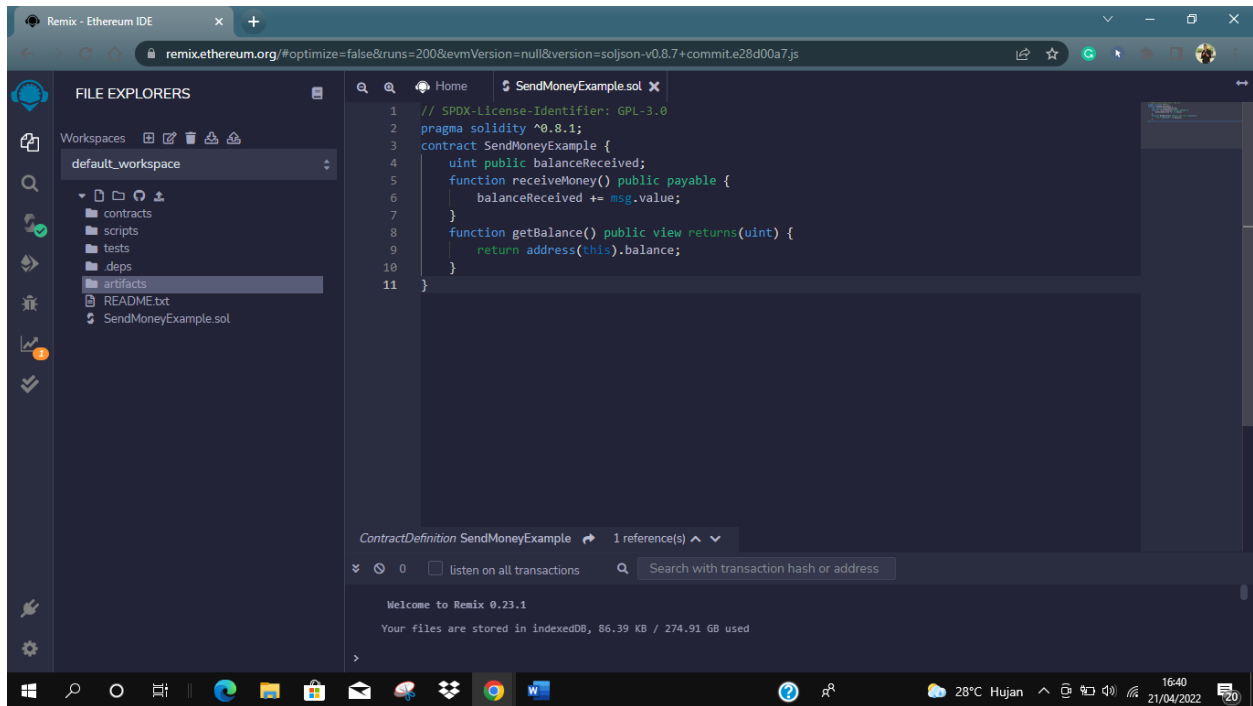 Remix - Ethereum IDE
remix.ethereum.org/#optimize=false&runs=200&evmVersion=null&version=soljson-v0.8.7+commit.e28d00a7.js
FILE EXPLORERS
Workspaces
default_workspace
contracts
scripts
tests
.deps
artifacts
README.txt
SendMoneyExample.sol
1
Home
SendMoneyExample.sol
1 // SPDX-License-Identifier: GPL-3.0
2 pragma solidity ^0.8.1;
3 contract SendMoneyExample {
4 uint public balanceReceived;
5 function receiveMoney() public payable {
6 balanceReceived += msg.value;
7 }
8 function getBalance() public view returns(uint) {
9 return address(this).balance;
10 }
11 }
ContractDefinition SendMoneyExample 1 reference(s)
0 listen on all transactions Search with transaction hash or address
Welcome to Remix 0.23.1
Your files are stored in indexedDB, 86.39 KB / 274.91 GB used
>
28°C Hujan
16:40
21/04/2022
20